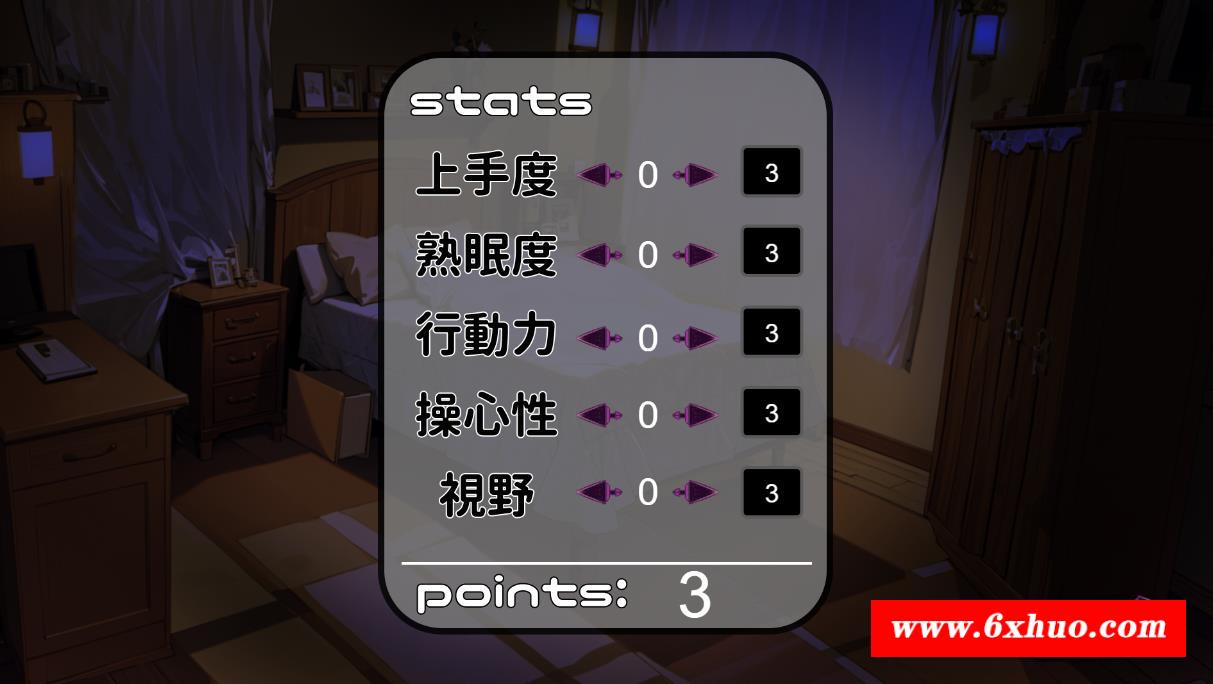 stats
上手度 0 3
熟眠度 0 3
行動力 0 3
操心性 0 3
視野 0 3
points: 3
www.6xhuo.com